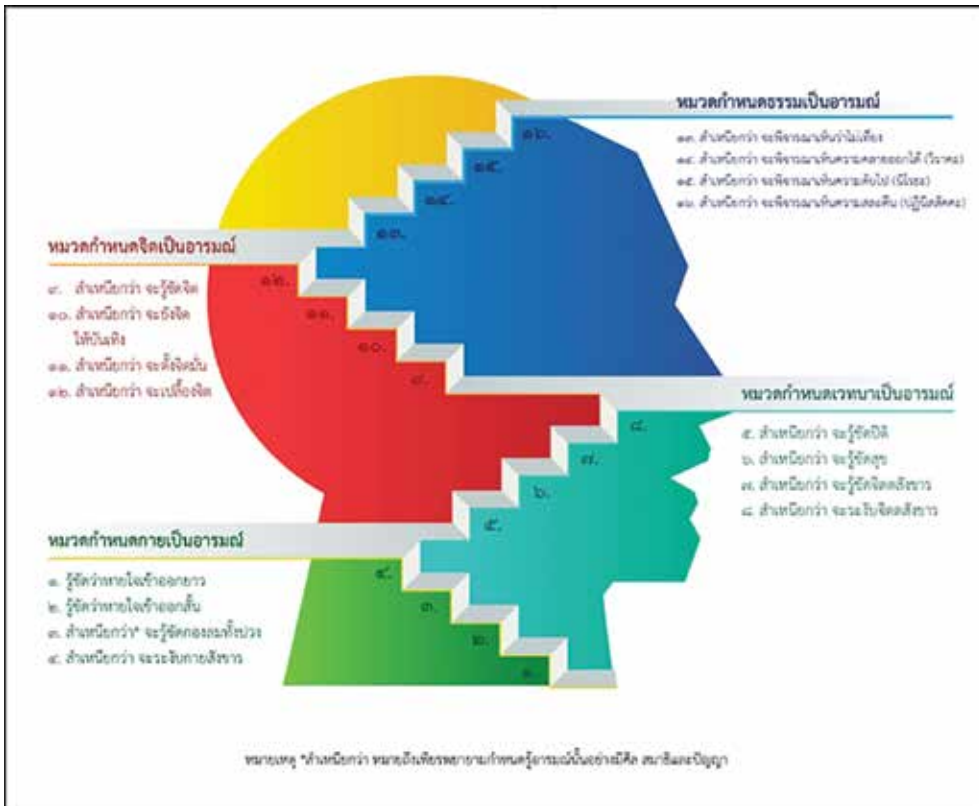 หมวดกำหนดธรรมเป็นอารมณ์
๑๓. สำเหนียกว่า จะพิจารณาเห็นว่าไม่เที่ยง
๑๔. สำเหนียกว่า จะพิจารณาเห็นความคลายออกได้ (วิราคะ)
๑๕. สำเหนียกว่า จะพิจารณาเห็นความดับไป (นิโรธะ)
๑๖. สำเหนียกว่า จะพิจารณาเห็นความสละคืน (ปฏินิสสัคคะ)
๑๖.
๑๕.
๑๔.
๑๓.
หมวดกำหนดจิตเป็นอารมณ์
๙. สำเหนียกว่า จะรู้ชัดจิต
๑๐. สำเหนียกว่า จะยังจิต
ให้บันเทิง
๑๑. สำเหนียกว่า จะตั้งจิตมั่น
๑๒. สำเหนียกว่า จะเปลื้องจิต
๑๒.
๑๑.
๑๐.
๙.
หมวดกำหนดเวทนาเป็นอารมณ์
๕. สำเหนียกว่า จะรู้ชัดปีติ
๖. สำเหนียกว่า จะรู้ชัดสุข
๗. สำเหนียกว่า จะรู้ชัดจิตตสังขาร
๘. สำเหนียกว่า จะระงับจิตตสังขาร
๘.
๗.
๖.
๕.
หมวดกำหนดกายเป็นอารมณ์
๑. รู้ชัดว่าหายใจเข้าออกยาว
๒. รู้ชัดว่าหายใจเข้าออกสั้น
๓. สำเหนียกว่า* จะรู้ชัดกองลมทั้งปวง
๔. สำเหนียกว่า จะระงับกายสังขาร
๔.
๓.
๒.
๑.
หมายเหตุ *สำเหนียกว่า หมายถึงเพียรพยายามกำหนดรู้อารมณ์นั้นอย่างมีศีล สมาธิและปัญญา